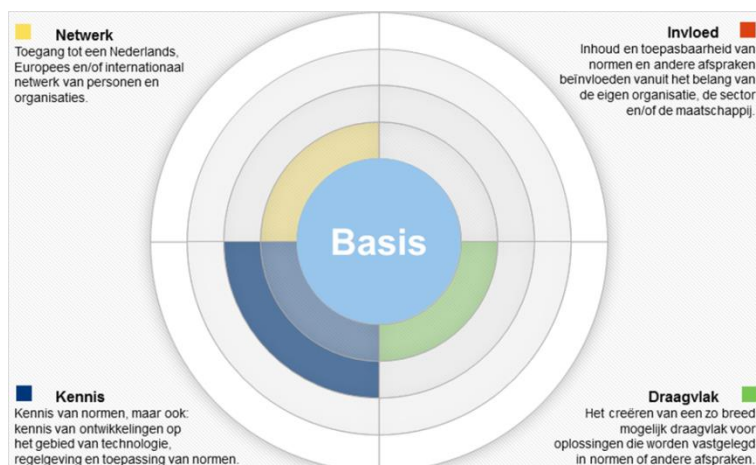 Netwerk
Toegang tot een Nederlands,
Europees en/of internationaal
netwerk van personen en
organisaties.
Invloed
Inhoud en toepasbaarheid van
normen en andere afspraken
beïnvloeden vanuit het belang van
de eigen organisatie, de sector
en/of de maatschappij.
Basis
Kennis
Kennis van normen, maar ook:
kennis van ontwikkelingen op
het gebied van technologie,
regelgeving en toepassing van normen.
Draagvlak
Het creëren van een zo breed
mogelijk draagvlak voor
oplossingen die worden vastgelegd
in normen of andere afspraken.